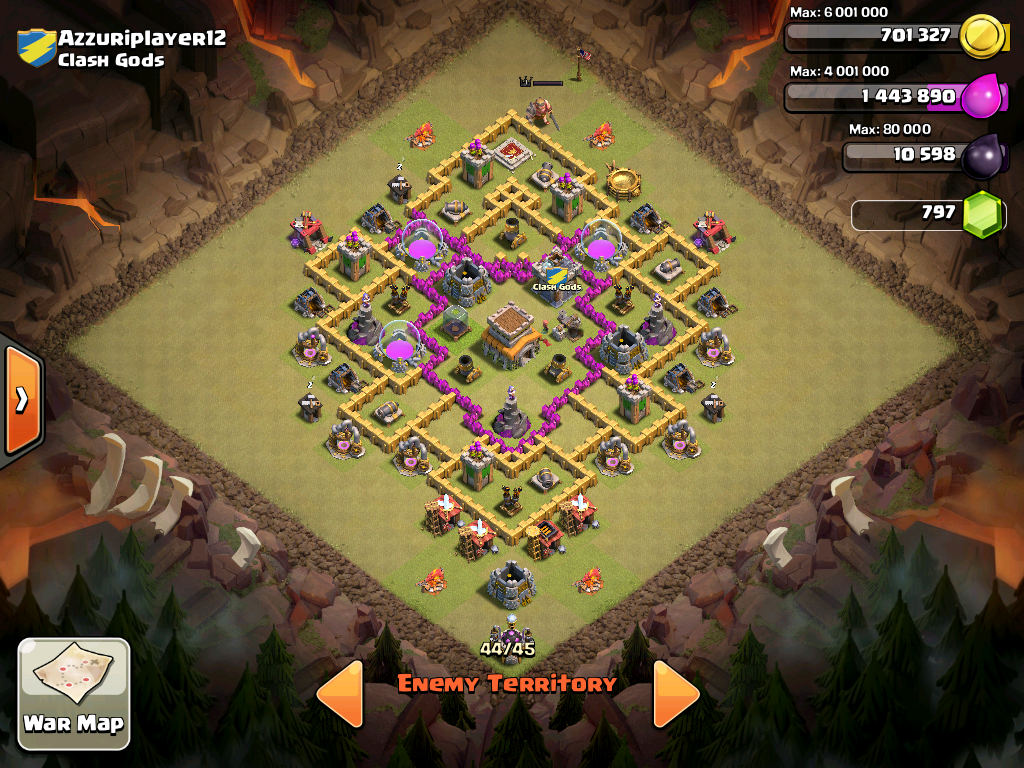 Azzuriplayer12
Clash Gods
Max: 6 001 000
701 327
Max: 4 001 000
1 443 890
Max: 80 000
10 598
797
z
Clash Gods
z
z
44/45
Enemy Territory
War Map